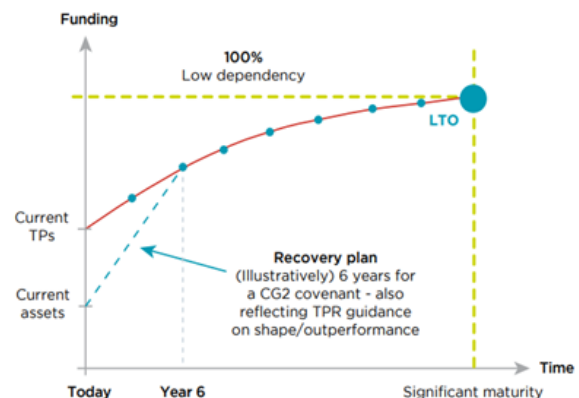 Funding
100%
Low dependency
LTO
Current
TPs
Recovery plan
(Illustratively) 6 years for
a CG2 covenant - also
reflecting TPR guidance
on shape/outperformance
Current
assets
Time
Today
Year 6
Significant maturity